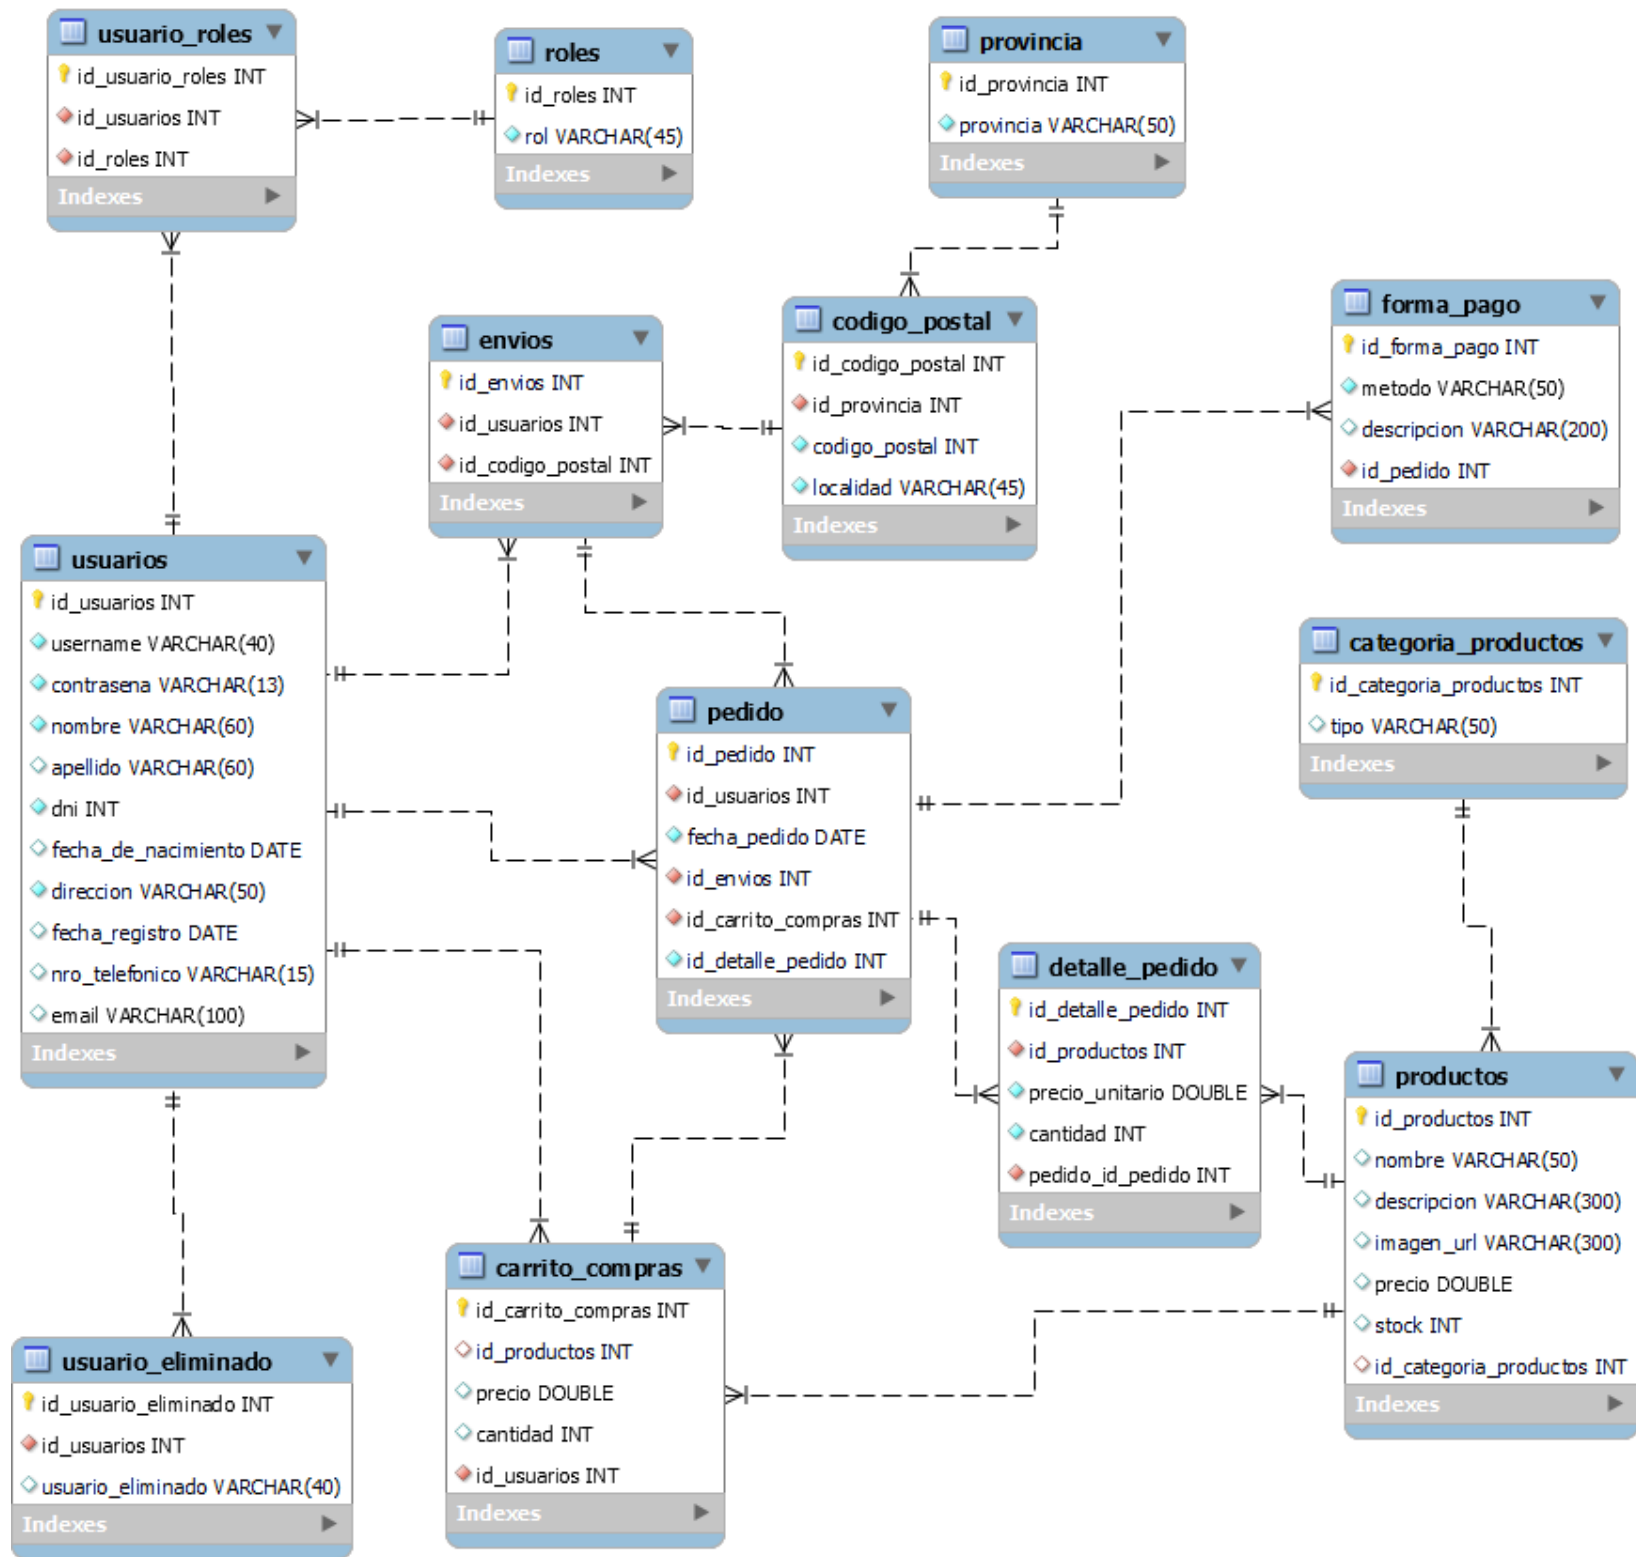 usuario_roles
id_usuario_roles INT
id_usuarios INT
id_roles INT
Indexes
roles
id_roles INT
rol VARCHAR(45)
Indexes
provincia
id_provincia INT
provincia VARCHAR(50)
Indexes
envios
id_envios INT
id_usuarios INT
id_codigo_postal INT
Indexes
codigo_postal
id_codigo_postal INT
id_provincia INT
codigo_postal INT
localidad VARCHAR(45)
Indexes
forma_pago
id_forma_pago INT
metodo VARCHAR(50)
descripcion VARCHAR(200)
id_pedido INT
Indexes
usuarios
id_usuarios INT
username VARCHAR(40)
contrasena VARCHAR(13)
nombre VARCHAR(60)
apellido VARCHAR(60)
dni INT
fecha_de_nacimiento DATE
direccion VARCHAR(50)
fecha_registro DATE
nro_telefonico VARCHAR(15)
email VARCHAR(100)
Indexes
pedido
id_pedido INT
id_usuarios INT
fecha_pedido DATE
id_envios INT
id_carrito_compras INT
id_detalle_pedido INT
Indexes
categoria_productos
id_categoria_productos INT
tipo VARCHAR(50)
Indexes
detalle_pedido
id_detalle_pedido INT
id_productos INT
precio_unitario DOUBLE
cantidad INT
pedido_id_pedido INT
Indexes
productos
id_productos INT
nombre VARCHAR(50)
descripcion VARCHAR(300)
imagen_url VARCHAR(300)
precio DOUBLE
stock INT
id_categoria_productos INT
Indexes
carrito_compras
id_carrito_compras INT
id_productos INT
precio DOUBLE
cantidad INT
id_usuarios INT
Indexes
usuario_eliminado
id_usuario_eliminado INT
id_usuarios INT
usuario_eliminado VARCHAR(40)
Indexes